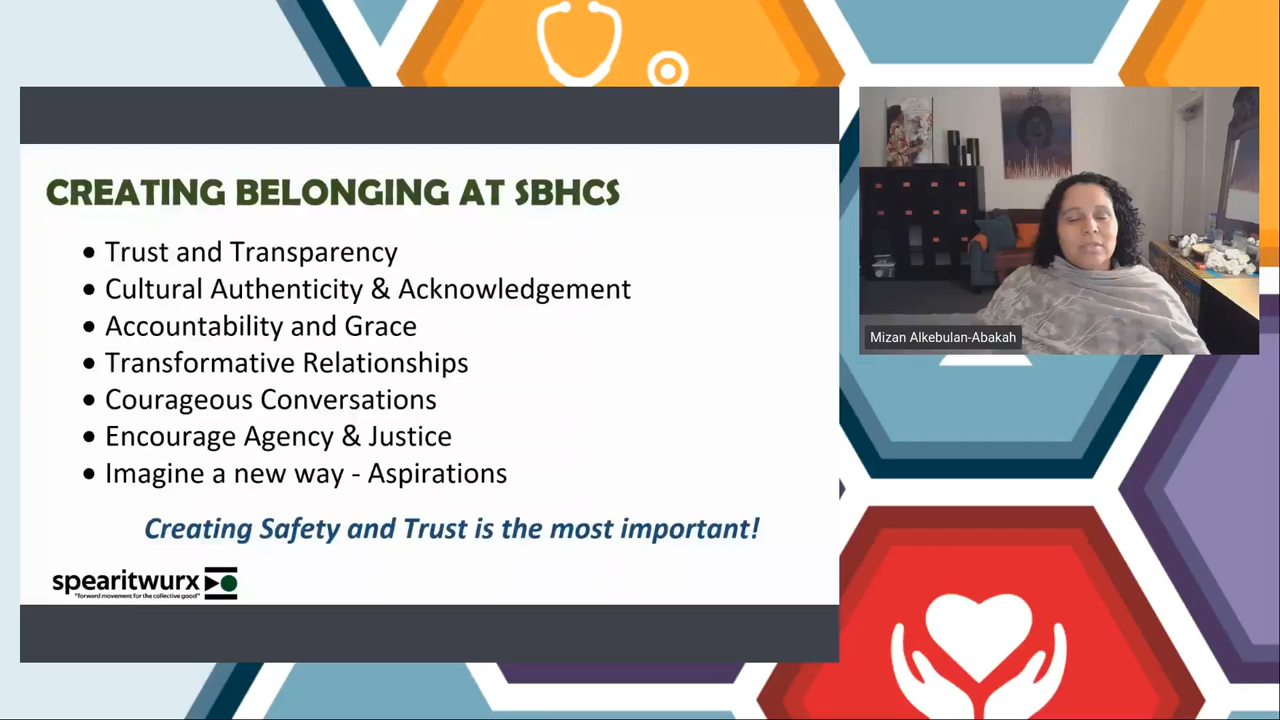 CREATING BELONGING AT SBHCS
• Trust and Transparency
• Cultural Authenticity & Acknowledgement
• Accountability and Grace
• Transformative Relationships
• Courageous Conversations
• Encourage Agency & Justice
• Imagine a new way - Aspirations
Creating Safety and Trust is the most important!
spearitwurx
"forward movement for the collective good"
Mizan Alkebulan-Abakah